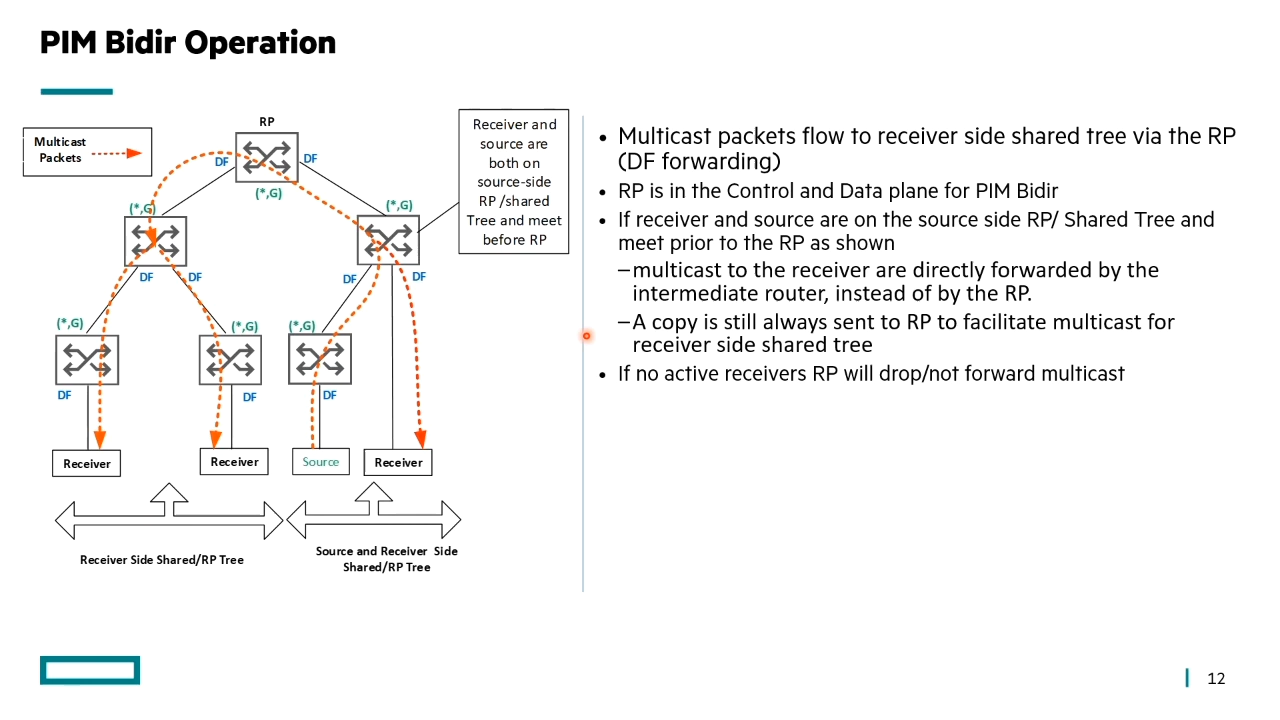 PIM Bidir Operation
Multicast
Packets
RP
DF
DF
(*,G)
(*,G)
(*,G)
Receiver and
source are
both on
source-side
RP /shared
Tree and meet
before RP
DF
DF
DF
DF
(*,G)
(*,G)
(*,G)
DF
DF
DF
Receiver
Receiver
Source
Receiver
Receiver Side Shared/RP Tree
Source and Receiver Side
Shared/RP Tree
• Multicast packets flow to receiver side shared tree via the RP
(DF forwarding)
• RP is in the Control and Data plane for PIM Bidir
• If receiver and source are on the source side RP/ Shared Tree and
meet prior to the RP as shown
–multicast to the receiver are directly forwarded by the
intermediate router, instead of by the RP.
–A copy is still always sent to RP to facilitate multicast for
receiver side shared tree
• If no active receivers RP will drop/not forward multicast
12